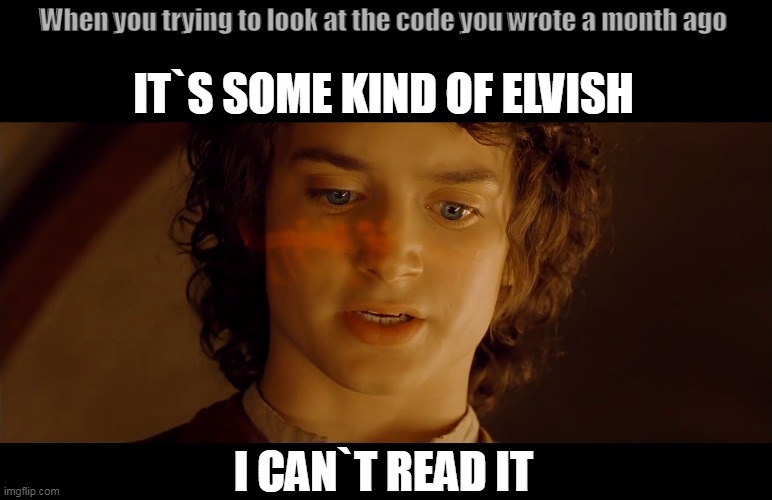 When you trying to look at the code you wrote a month ago
IT`S SOME KIND OF ELVISH
I CAN`T READ IT
imgflip.com